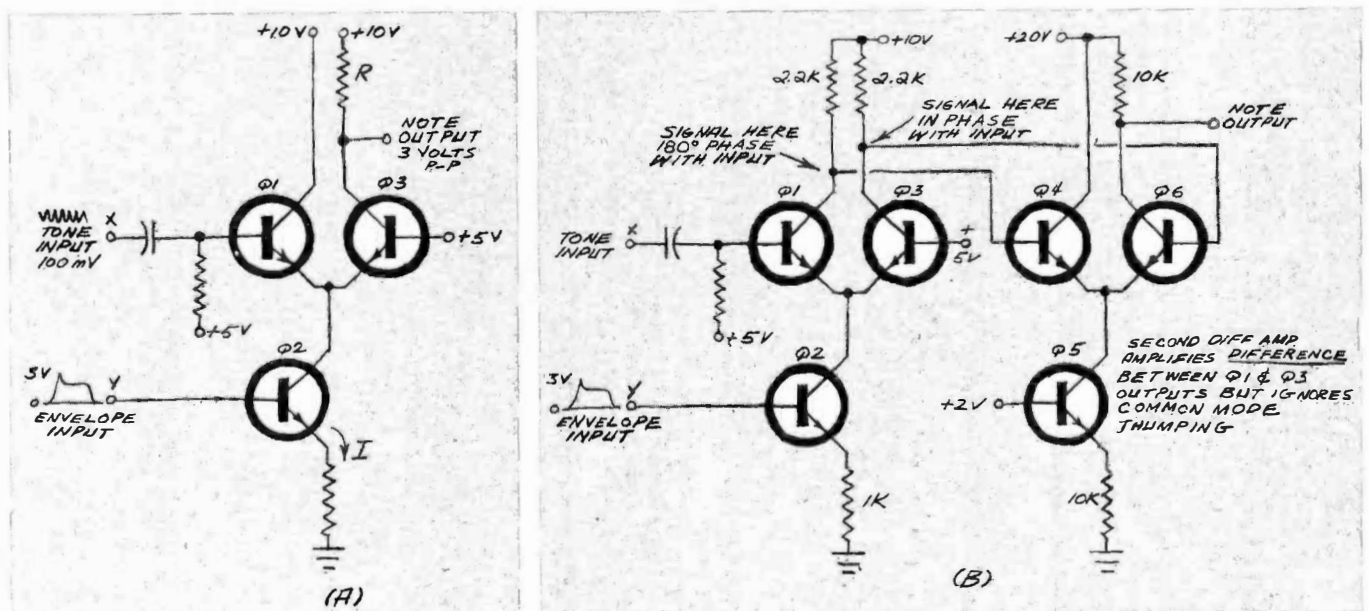 +10V
+10V
R
NOTE
OUTPUT
3 VOLTS
P-P
Q1
Q3
X
TONE
INPUT
100 mV
+5V
+5V
Q2
3V
Y
ENVELOPE
INPUT
I
(A)
+10V
2.2K
2.2K
SIGNAL HERE
IN PHASE
WITH INPUT
SIGNAL HERE
180° PHASE
WITH INPUT
+20V
10K
NOTE
OUTPUT
Q1
Q3
Q4
Q6
X
TONE
INPUT
+
5V
+5V
Q2
3V
Y
ENVELOPE
INPUT
1K
Q5
+2V
10K
SECOND DIFF AMP
AMPLIFIES DIFFERENCE
BETWEEN Q1 & Q3
OUTPUTS BUT IGNORES
COMMON MODE
THUMPING
(B)